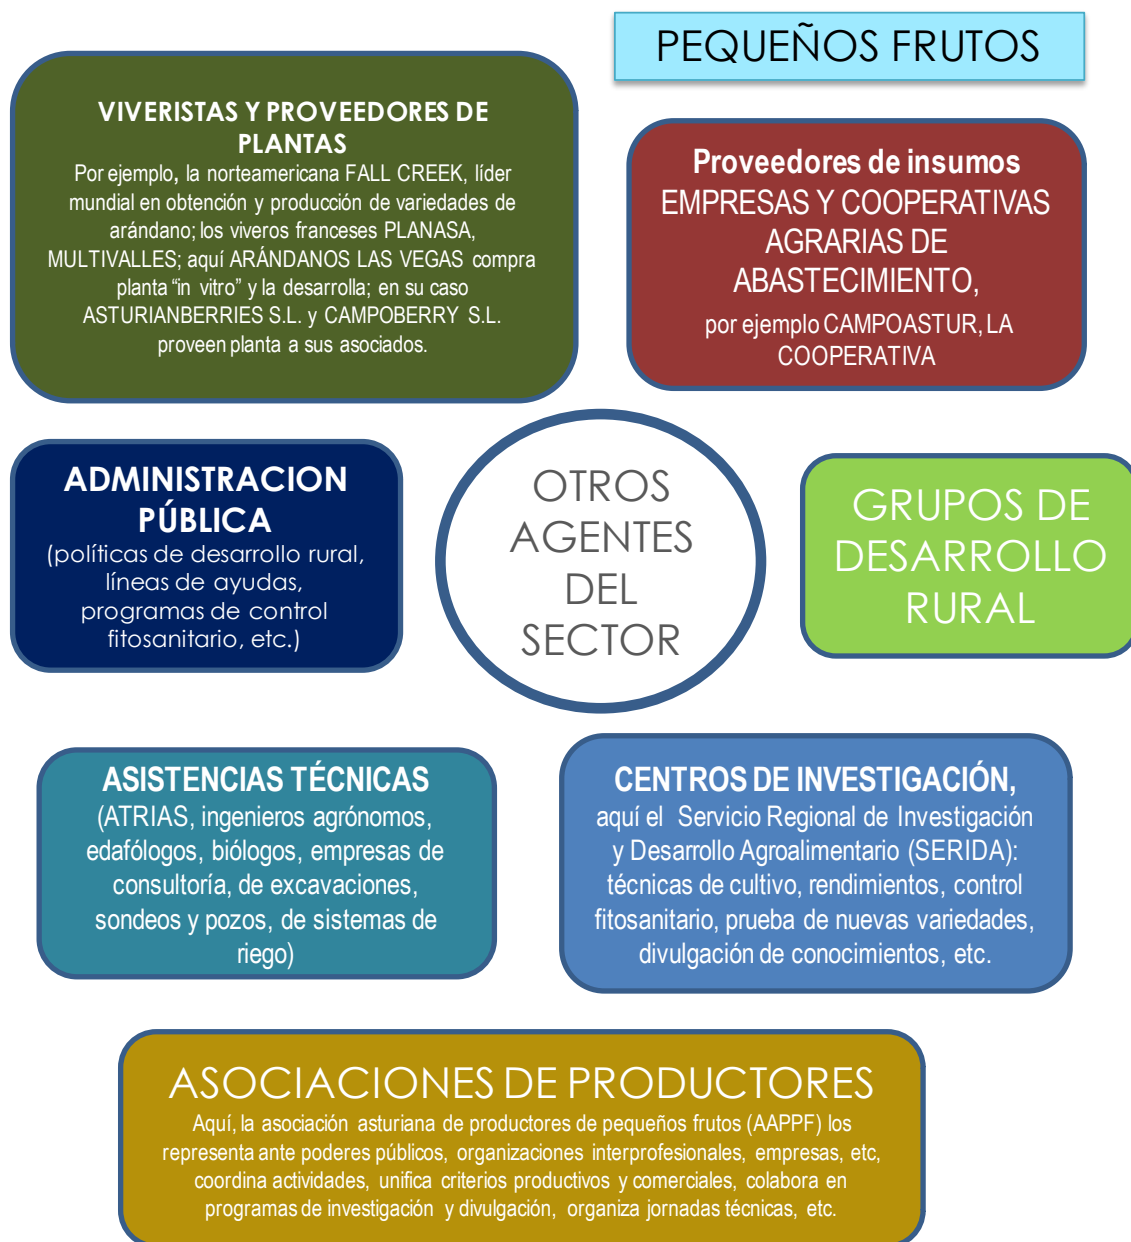 PEQUEÑOS FRUTOS
VIVERISTAS Y PROVEEDORES DE
PLANTAS
Por ejemplo, la norteamericana FALL CREEK, líder
mundial en obtención y producción de variedades de
arándano; los viveros franceses PLANASA,
MULTIVALLES; aquí ARÁNDANOS LAS VEGAS compra
planta “in vitro” y la desarrolla; en su caso
ASTURIANBERRIES S.L. y CAMPOBERRY S.L.
proveen planta a sus asociados.
Proveedores de insumos
EMPRESAS Y COOPERATIVAS
AGRARIAS DE
ABASTECIMIENTO,
por ejemplo CAMPOASTUR, LA
COOPERATIVA
ADMINISTRACION
PÚBLICA
(políticas de desarrollo rural,
líneas de ayudas,
programas de control
fitosanitario, etc.)
OTROS
AGENTES
DEL
SECTOR
GRUPOS DE
DESARROLLO
RURAL
ASISTENCIAS TÉCNICAS
(ATRIAS, ingenieros agrónomos,
edafólogos, biólogos, empresas de
consultoría, de excavaciones,
sondeos y pozos, de sistemas de
riego)
CENTROS DE INVESTIGACIÓN,
aquí el Servicio Regional de Investigación
y Desarrollo Agroalimentario (SERIDA):
técnicas de cultivo, rendimientos, control
fitosanitario, prueba de nuevas variedades,
divulgación de conocimientos, etc.
ASOCIACIONES DE PRODUCTORES
Aquí, la asociación asturiana de productores de pequeños frutos (AAPPF) los
representa ante poderes públicos, organizaciones interprofesionales, empresas, etc,
coordina actividades, unifica criterios productivos y comerciales, colabora en
programas de investigación y divulgación, organiza jornadas técnicas, etc.